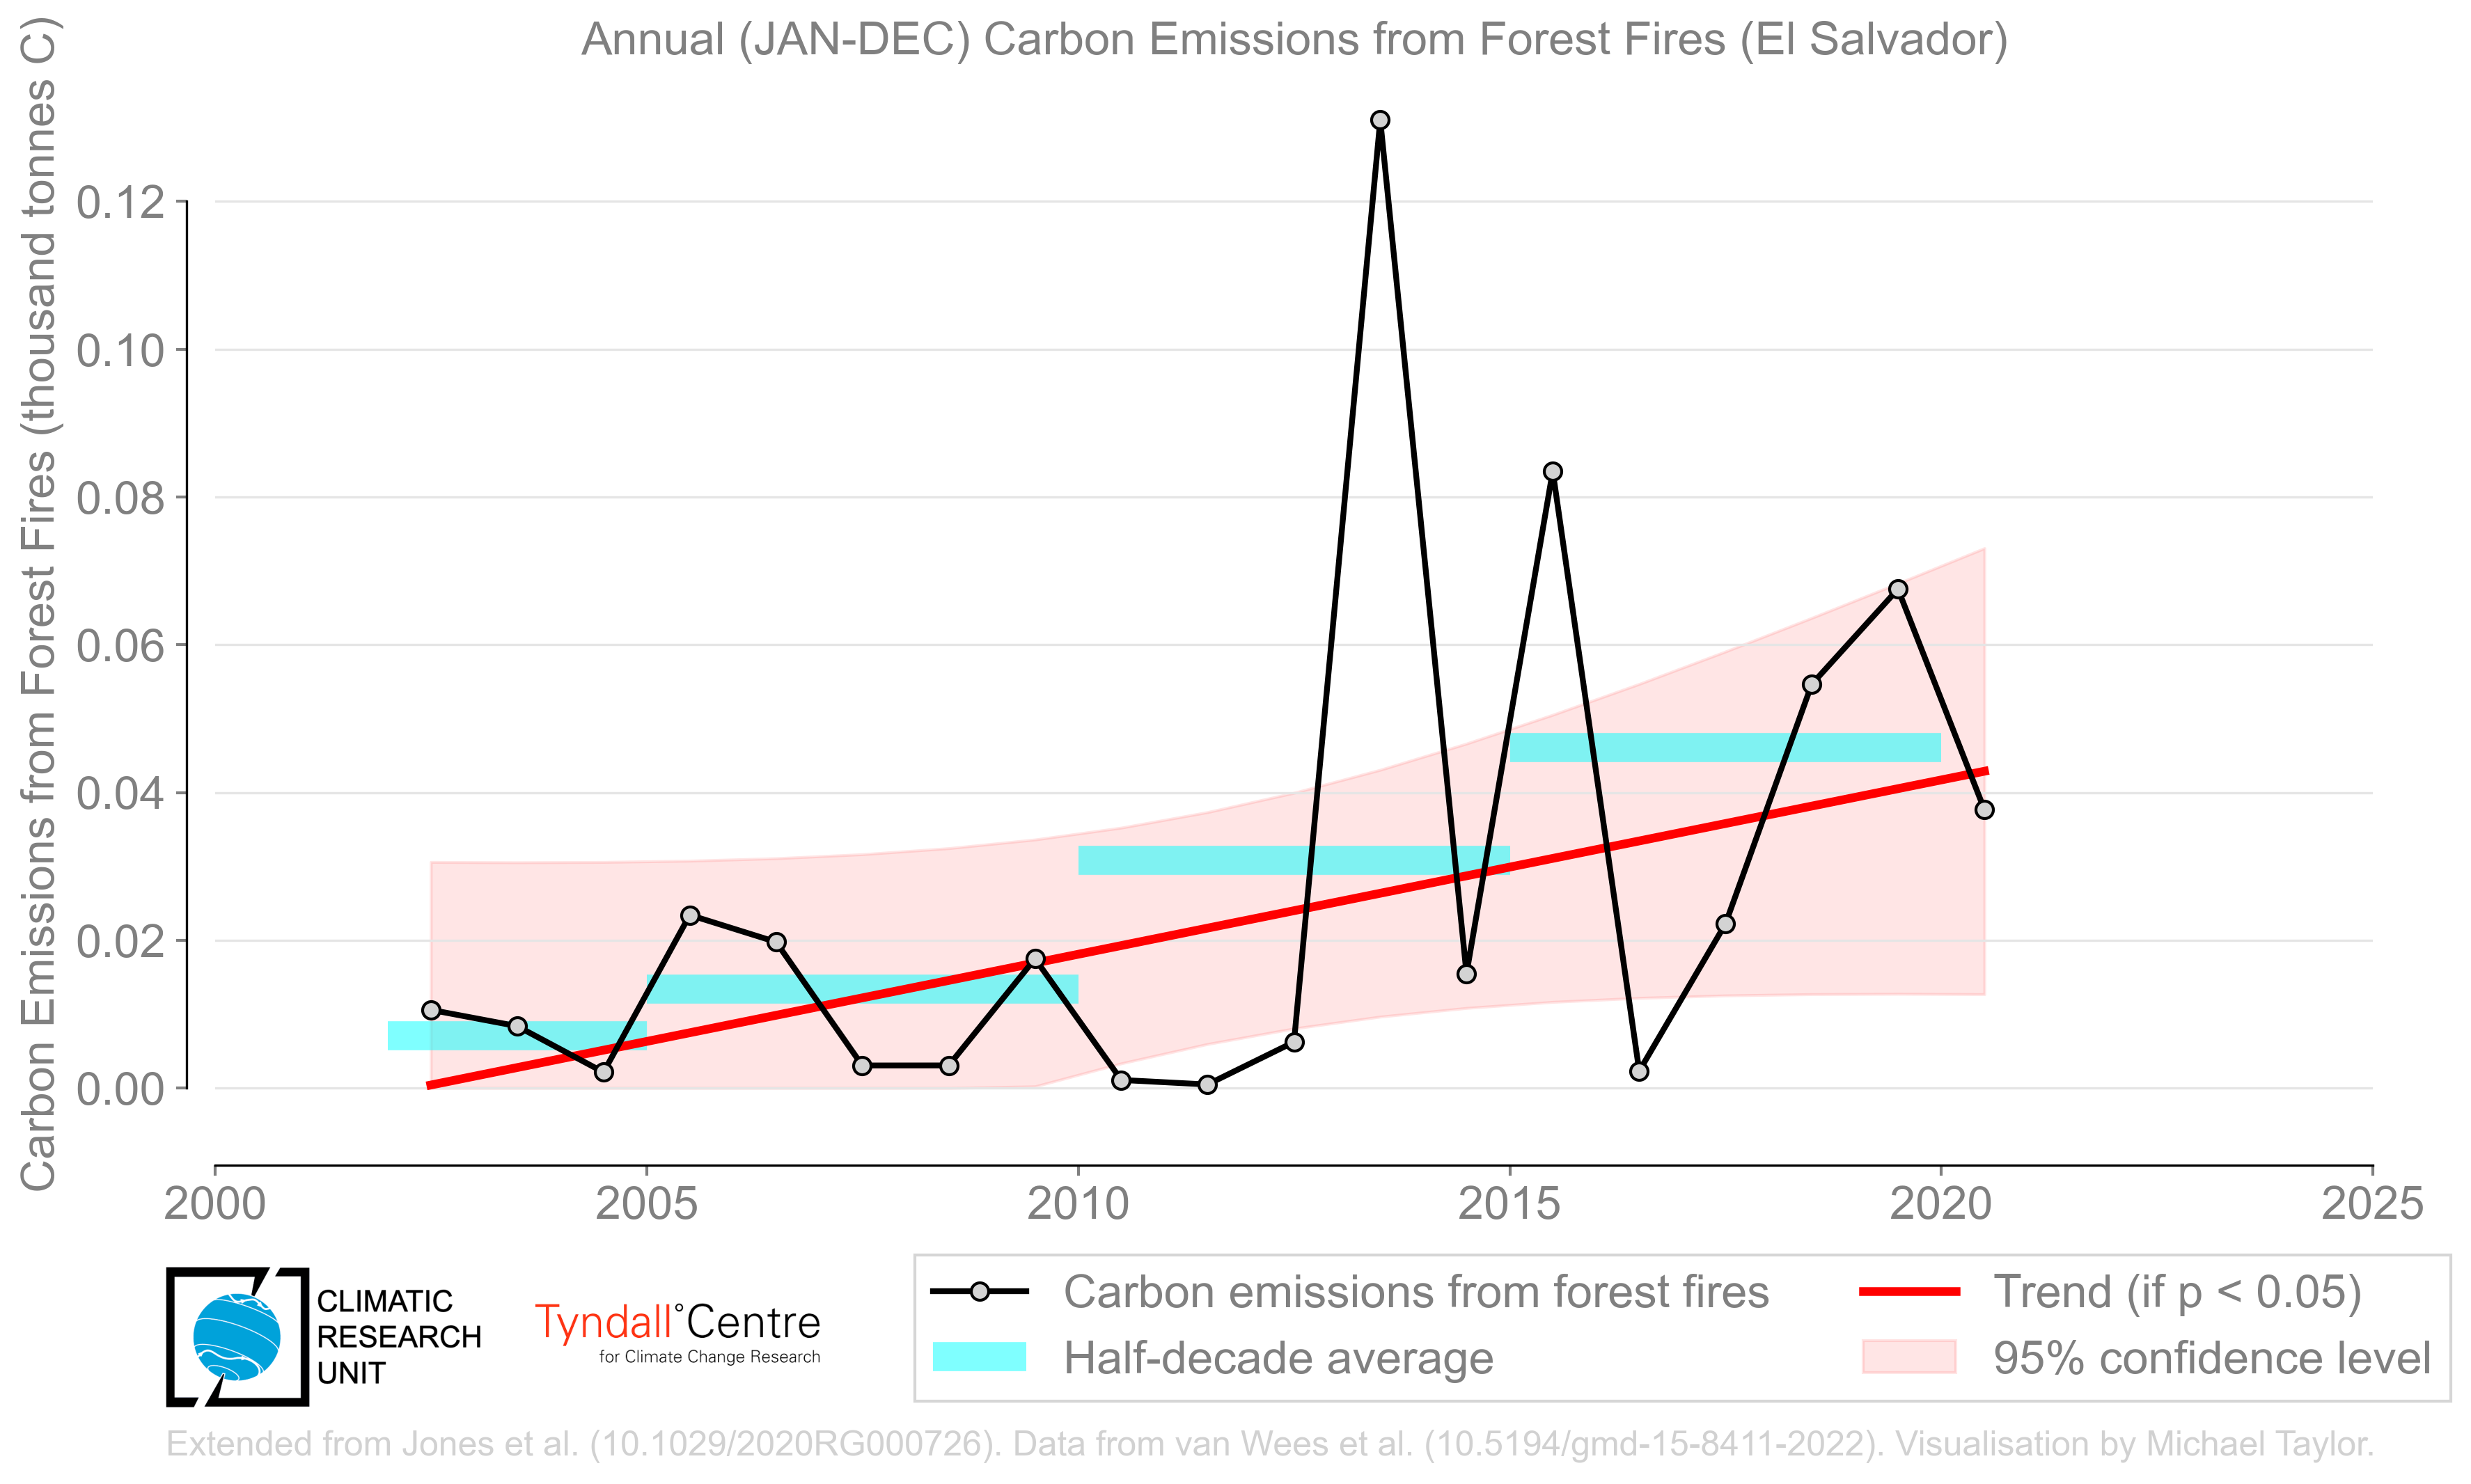 Annual (JAN-DEC) Carbon Emissions from Forest Fires (El Salvador)
Carbon Emissions from Forest Fires (thousand tonnes C)
0.12
0.10
0.08
0.06
0.04
0.02
0.00
2000
2005
2010
2015
2020
2025
CLIMATIC
RESEARCH
UNIT
Tyndall°Centre
for Climate Change Research
Carbon emissions from forest fires
Half-decade average
Trend (if p < 0.05)
95% confidence level
Extended from Jones et al. (10.1029/2020RG000726). Data from van Wees et al. (10.5194/gmd-15-8411-2022). Visualisation by Michael Taylor.